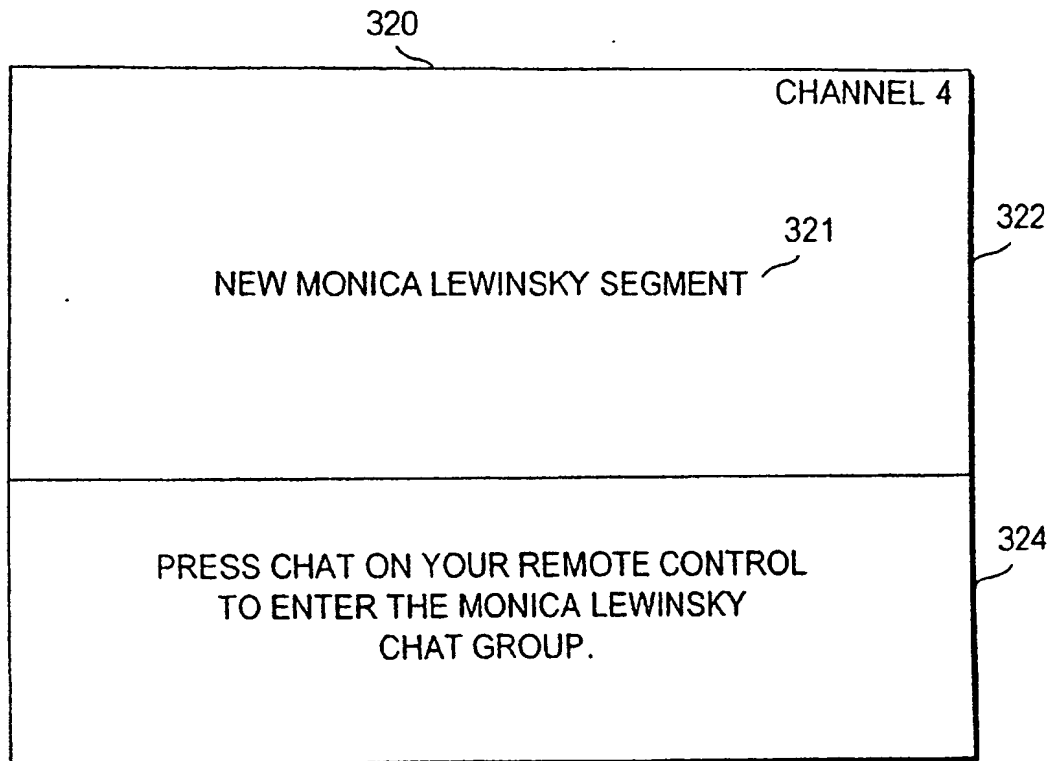 320
CHANNEL 4
322
321
NEW MONICA LEWINSKY SEGMENT
324
PRESS CHAT ON YOUR REMOTE CONTROL
TO ENTER THE MONICA LEWINSKY
CHAT GROUP.